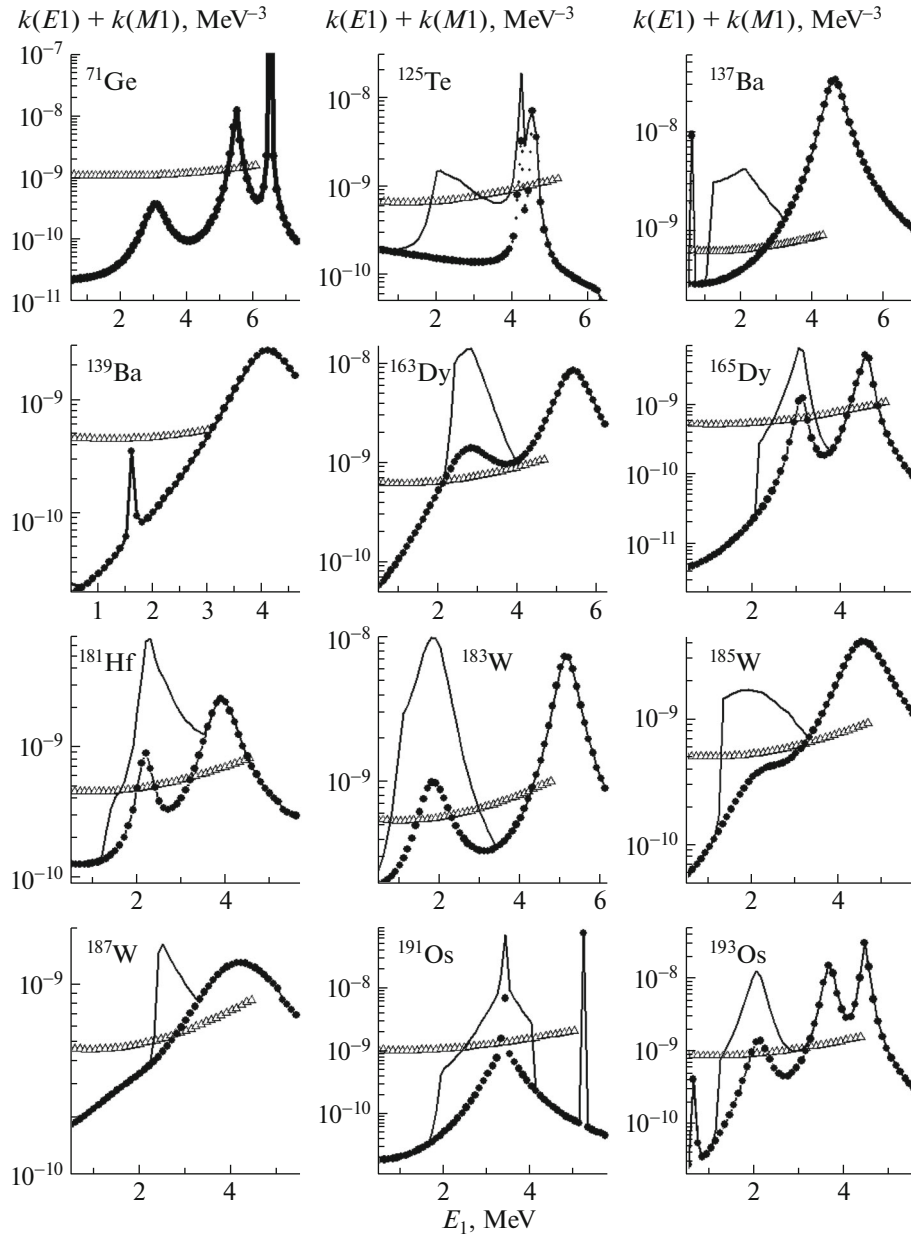 k(E1) + k(M1), MeV⁻³ k(E1) + k(M1), MeV⁻³ k(E1) + k(M1), MeV⁻³
10⁻⁷ ⁷¹Ge ¹²⁵Te ¹³⁷Ba
10⁻⁸ 10⁻⁸ 10⁻⁸
10⁻⁹ 10⁻⁹ 10⁻⁹
10⁻¹⁰ 10⁻¹⁰
10⁻¹¹
2 4 6 2 4 6 2 4 6
¹³⁹Ba 10⁻⁸ ¹⁶³Dy ¹⁶⁵Dy
10⁻⁹ 10⁻⁹ 10⁻⁹
10⁻¹⁰ 10⁻¹⁰ 10⁻¹⁰
10⁻¹¹
1 2 3 4 2 4 6 2 4
¹⁸¹Hf 10⁻⁸ ¹⁸³W ¹⁸⁵W
10⁻⁹ 10⁻⁹ 10⁻⁹
10⁻¹⁰ 10⁻¹⁰
2 4 2 4 6 2 4
¹⁸⁷W ¹⁹¹Os ¹⁹³Os
10⁻⁹ 10⁻⁸ 10⁻⁸
10⁻⁹ 10⁻⁹
10⁻¹⁰ 10⁻¹⁰ 10⁻¹⁰
2 4 2 4 2 4
E₁, MeV